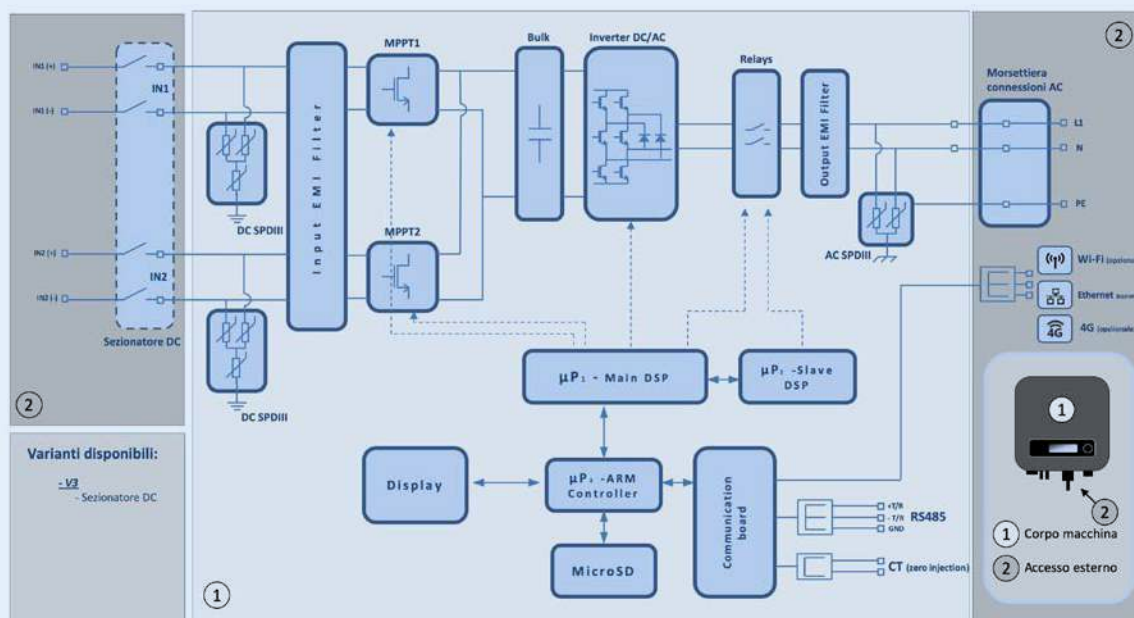 2
IN1 (+)
IN1 (-)
IN1
IN2 (+)
IN2 (-)
IN2
Sezionatore DC
2
Varianti disponibili:
- V3
- Sezionatore DC
DC SPDIII
DC SPDIII
Input EMI Filter
MPPT1
MPPT2
Bulk
Inverter DC/AC
Relays
Output EMI Filter
AC SPDIII
Morsettiera
connessioni AC
L1
N
PE
Wi-Fi
Ethernet
4G
4G
µP1 - Main DSP
-Slave
DSP
-ARM
Controller
Display
MicroSD
Communication
board
+T/R
RS485
GND
CT (zero injection)
1
1
2
1 Corpo macchina
2 Accesso esterno